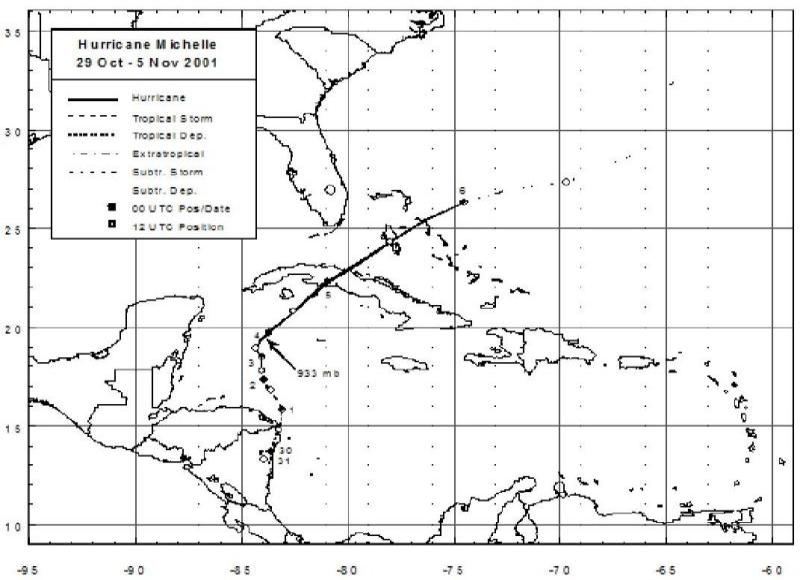 Hurricane Michelle
29 Oct - 5 Nov 2001
Hurricane
Tropical Storm
Tropical Dep.
Extratropical
Subtr. Storm
Subtr. Dep.
00 UTC Pos/Date
12 UTC Position
35
30
25
20
15
10
6
5
4
3
2
1
30
31
933 mb
-95
-90
-85
-80
-75
-70
-65
-60